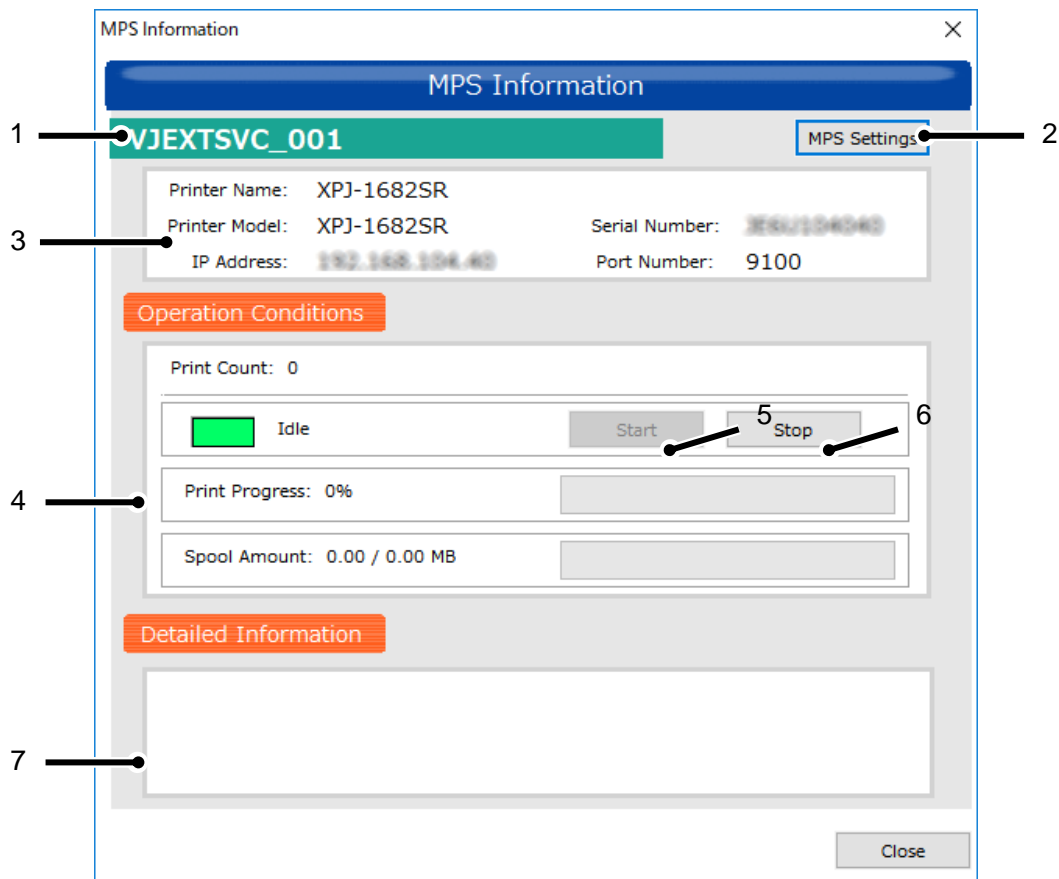 MPS Information
MPS Information
1
VJEXTSVC_001
MPS Settings
2
Printer Name: XPJ-1682SR
3
Printer Model: XPJ-1682SR Serial Number:
IP Address: Port Number: 9100
Operation Conditions
Print Count: 0
Idle Start 5 Stop 6
4
Print Progress: 0%
Spool Amount: 0.00 / 0.00 MB
Detailed Information
7
Close